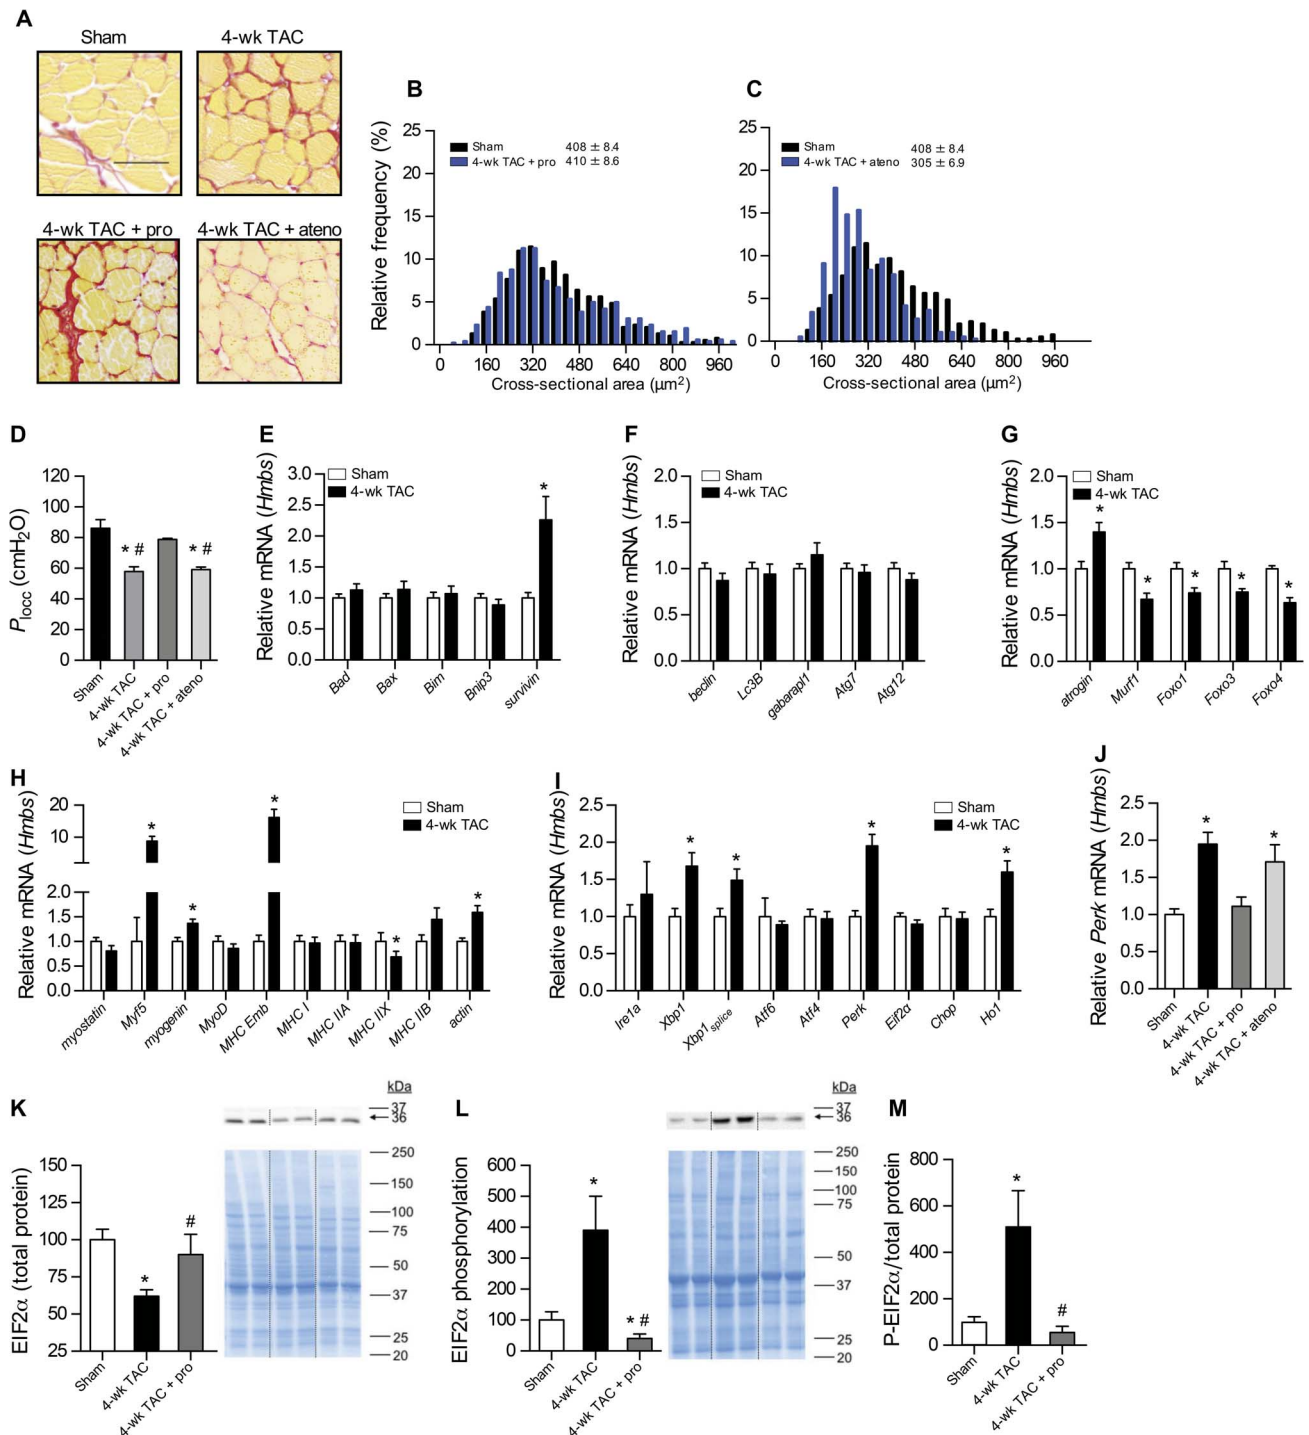 A
Sham
4-wk TAC
4-wk TAC + pro
4-wk TAC + ateno
B
Relative frequency (%)
25
20
15
10
5
0
Sham 408 ± 8.4
4-wk TAC + pro 410 ± 8.6
0 160 320 480 640 800 960
Cross-sectional area (µm²)
C
25
20
15
10
5
0
Sham 408 ± 8.4
4-wk TAC + ateno 305 ± 6.9
0 160 320 480 640 800 960
Cross-sectional area (µm²)
D
Plocc (cmH2O)
120
100
80
60
40
20
0
* #
* #
Sham
4-wk TAC
4-wk TAC + pro
4-wk TAC + ateno
E
Relative mRNA (Hmbs)
3.0
2.5
2.0
1.5
1.0
0.5
0.0
Sham
4-wk TAC
*
Bad
Bax
Bim
Bnip3
survivin
F
Relative mRNA (Hmbs)
2.0
1.5
1.0
0.5
0.0
Sham
4-wk TAC
beclin
Lc3B
gabarapl1
Atg7
Atg12
G
Relative mRNA (Hmbs)
2.0
1.5
1.0
0.5
0.0
Sham
4-wk TAC
*
*
*
*
*
atrogin
Murf1
Foxo1
Foxo3
Foxo4
H
Relative mRNA (Hmbs)
20
10
2.0
1.5
1.0
0.5
0.0
Sham
4-wk TAC
*
*
*
*
*
myostatin
Myf5
myogenin
MyoD
MHC Emb
MHC I
MHC IIA
MHC IIX
MHC IIB
actin
I
Relative mRNA (Hmbs)
2.5
2.0
1.5
1.0
0.5
0.0
Sham
4-wk TAC
*
*
*
*
Ire1a
Xbp1
Xbp1splice
Atf6
Atf4
Perk
Eif2α
Chop
Ho1
J
Relative Perk mRNA (Hmbs)
2.5
2.0
1.5
1.0
0.5
0.0
*
*
Sham
4-wk TAC
4-wk TAC + pro
4-wk TAC + ateno
K
EIF2α (total protein)
150
125
100
75
50
25
*
#
Sham
4-wk TAC
4-wk TAC + pro
kDa
37
36
250
150
100
75
50
37
25
20
L
EIF2α phosphorylation
600
500
400
300
200
100
0
*
* #
Sham
4-wk TAC
4-wk TAC + pro
kDa
37
36
250
150
100
75
50
37
25
20
M
P-EIF2α/total protein
800
600
400
200
0
*
#
Sham
4-wk TAC
4-wk TAC + pro